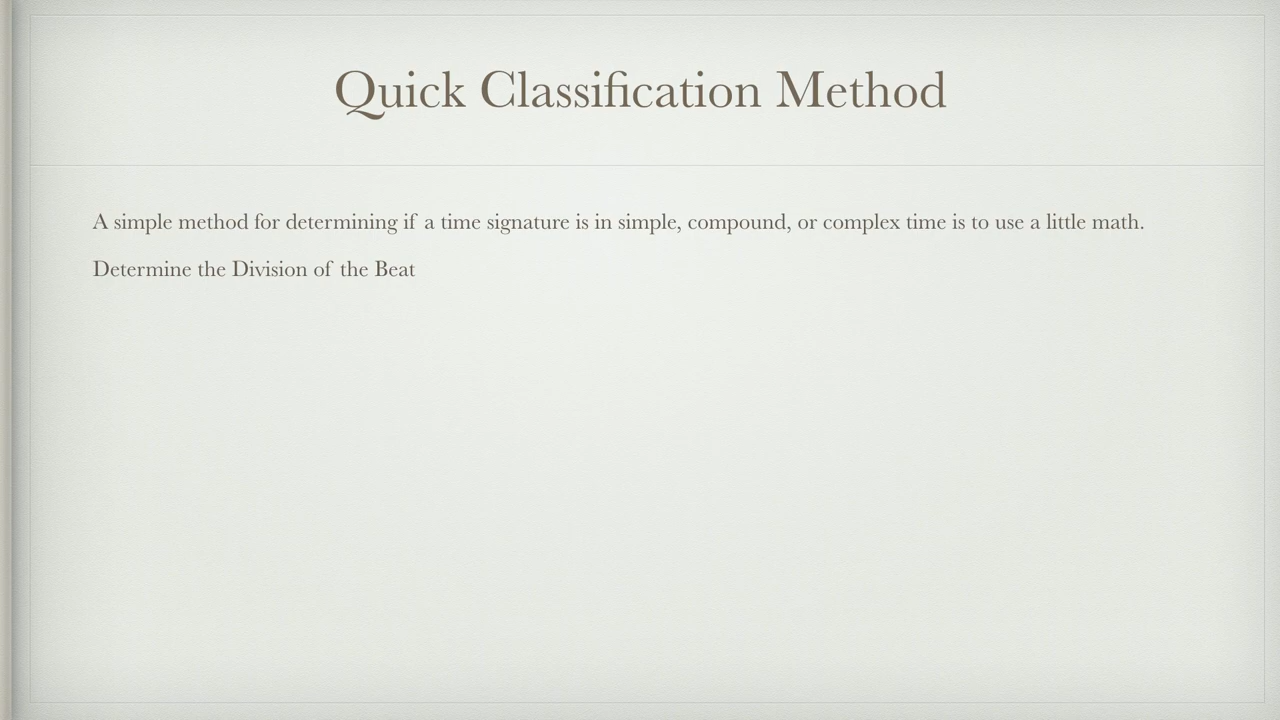 Quick Classification Method
A simple method for determining if a time signature is in simple, compound, or complex time is to use a little math.
Determine the Division of the Beat